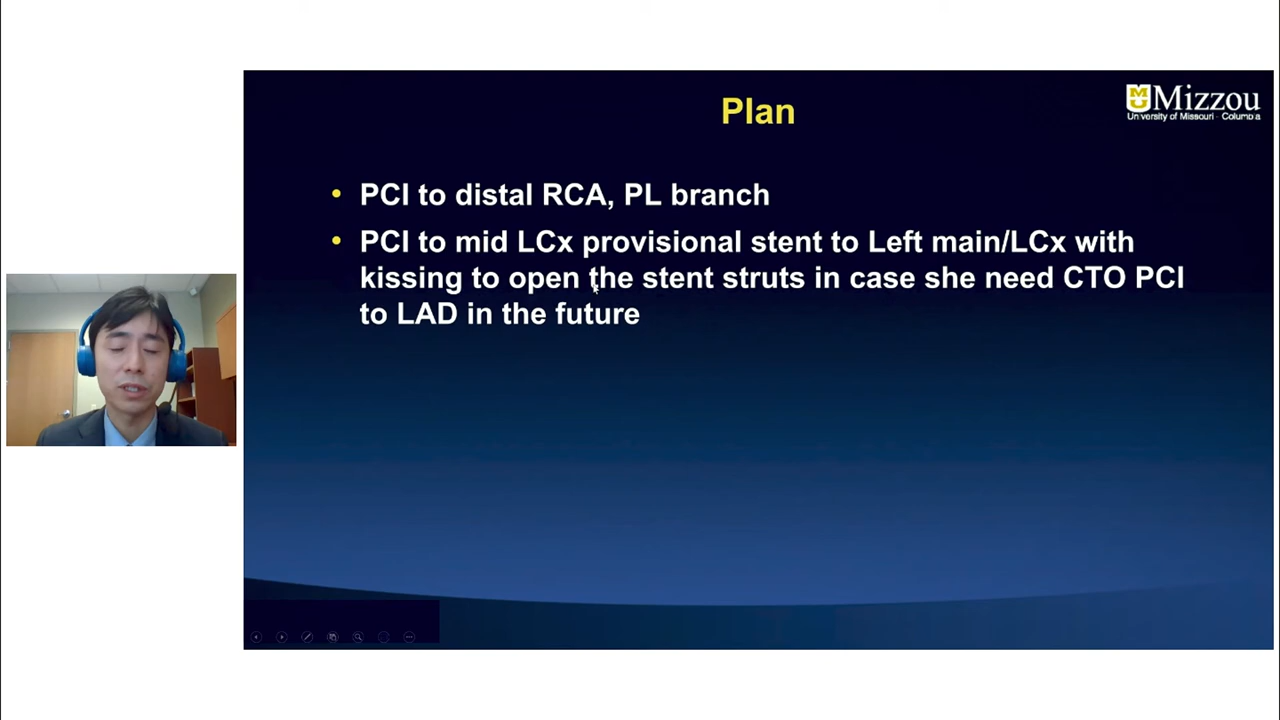 Plan
MU Mizzou
University of Missouri - Columbia
• PCI to distal RCA, PL branch
• PCI to mid LCx provisional stent to Left main/LCx with
kissing to open the stent struts in case she need CTO PCI
to LAD in the future